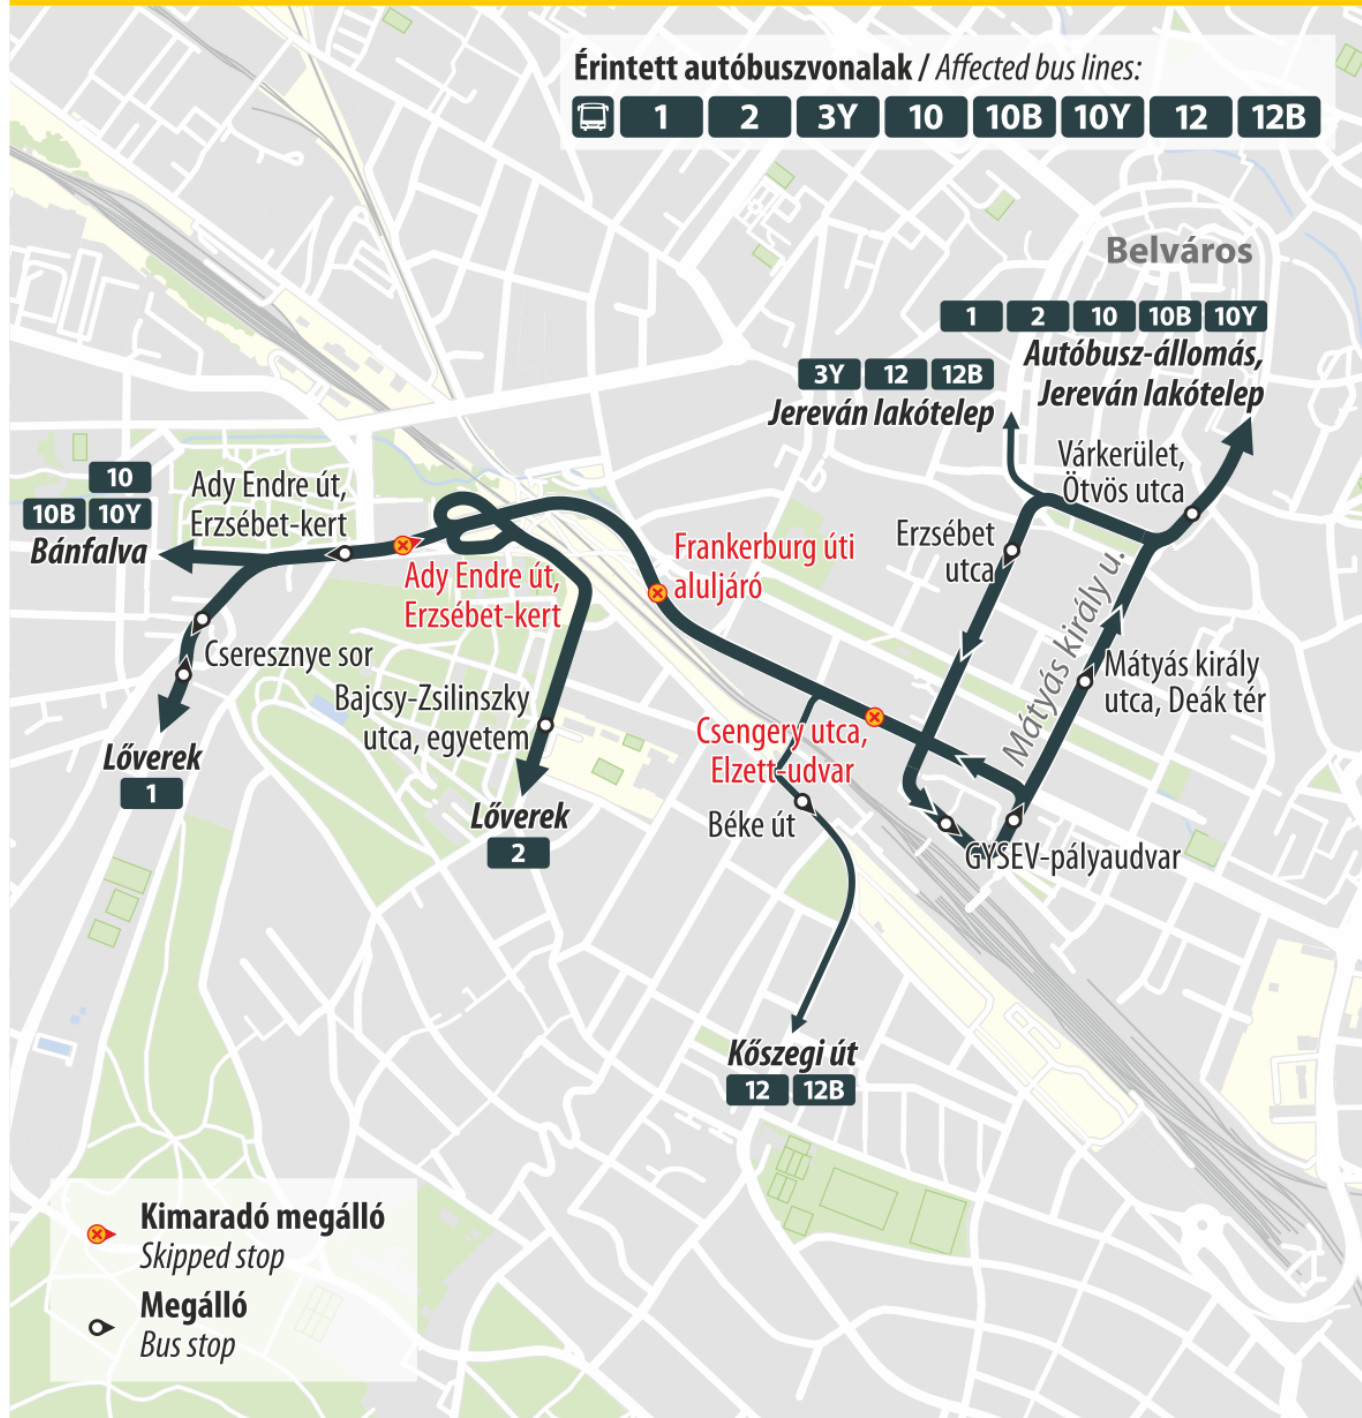 Érintett autóbuszvonalak / Affected bus lines:
1 2 3Y 10 10B 10Y 12 12B
Belváros
1 2 10 10B 10Y
Autóbusz-állomás,
Jereván lakótelep
3Y 12 12B
Jereván lakótelep
Várkerület,
Ötvös utca
10
10B 10Y
Bánfalva
Ady Endre út,
Erzsébet-kert
Ady Endre út,
Erzsébet-kert
Frankerburg úti
aluljáró
Erzsébet
utca
Mátyás király u.
Mátyás király
utca, Deák tér
Cseresznye sor
Bajcsy-Zsilinszky
utca, egyetem
Csengery utca,
Elzett-udvar
Lőverek
1
Lőverek
2
Béke út
GYSEV-pályaudvar
Kőszegi út
12 12B
Kimaradó megálló
Skipped stop
Megálló
Bus stop